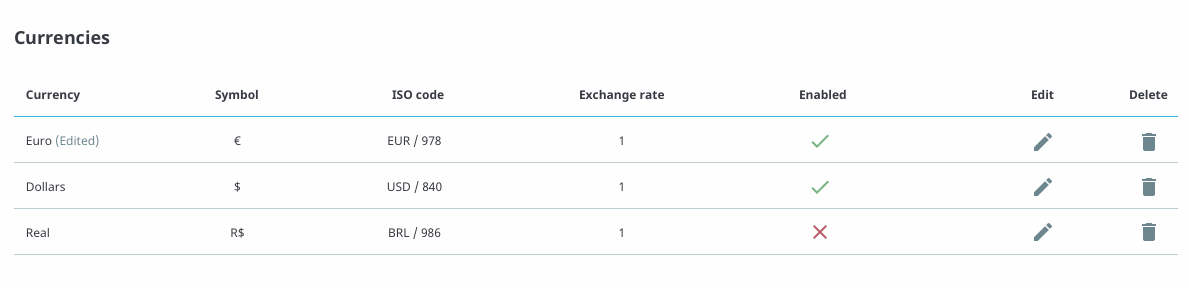 Currencies
Currency Symbol ISO code Exchange rate Enabled Edit Delete
Euro (Edited) € EUR / 978 1
Dollars $ USD / 840 1
Real R$ BRL / 986 1